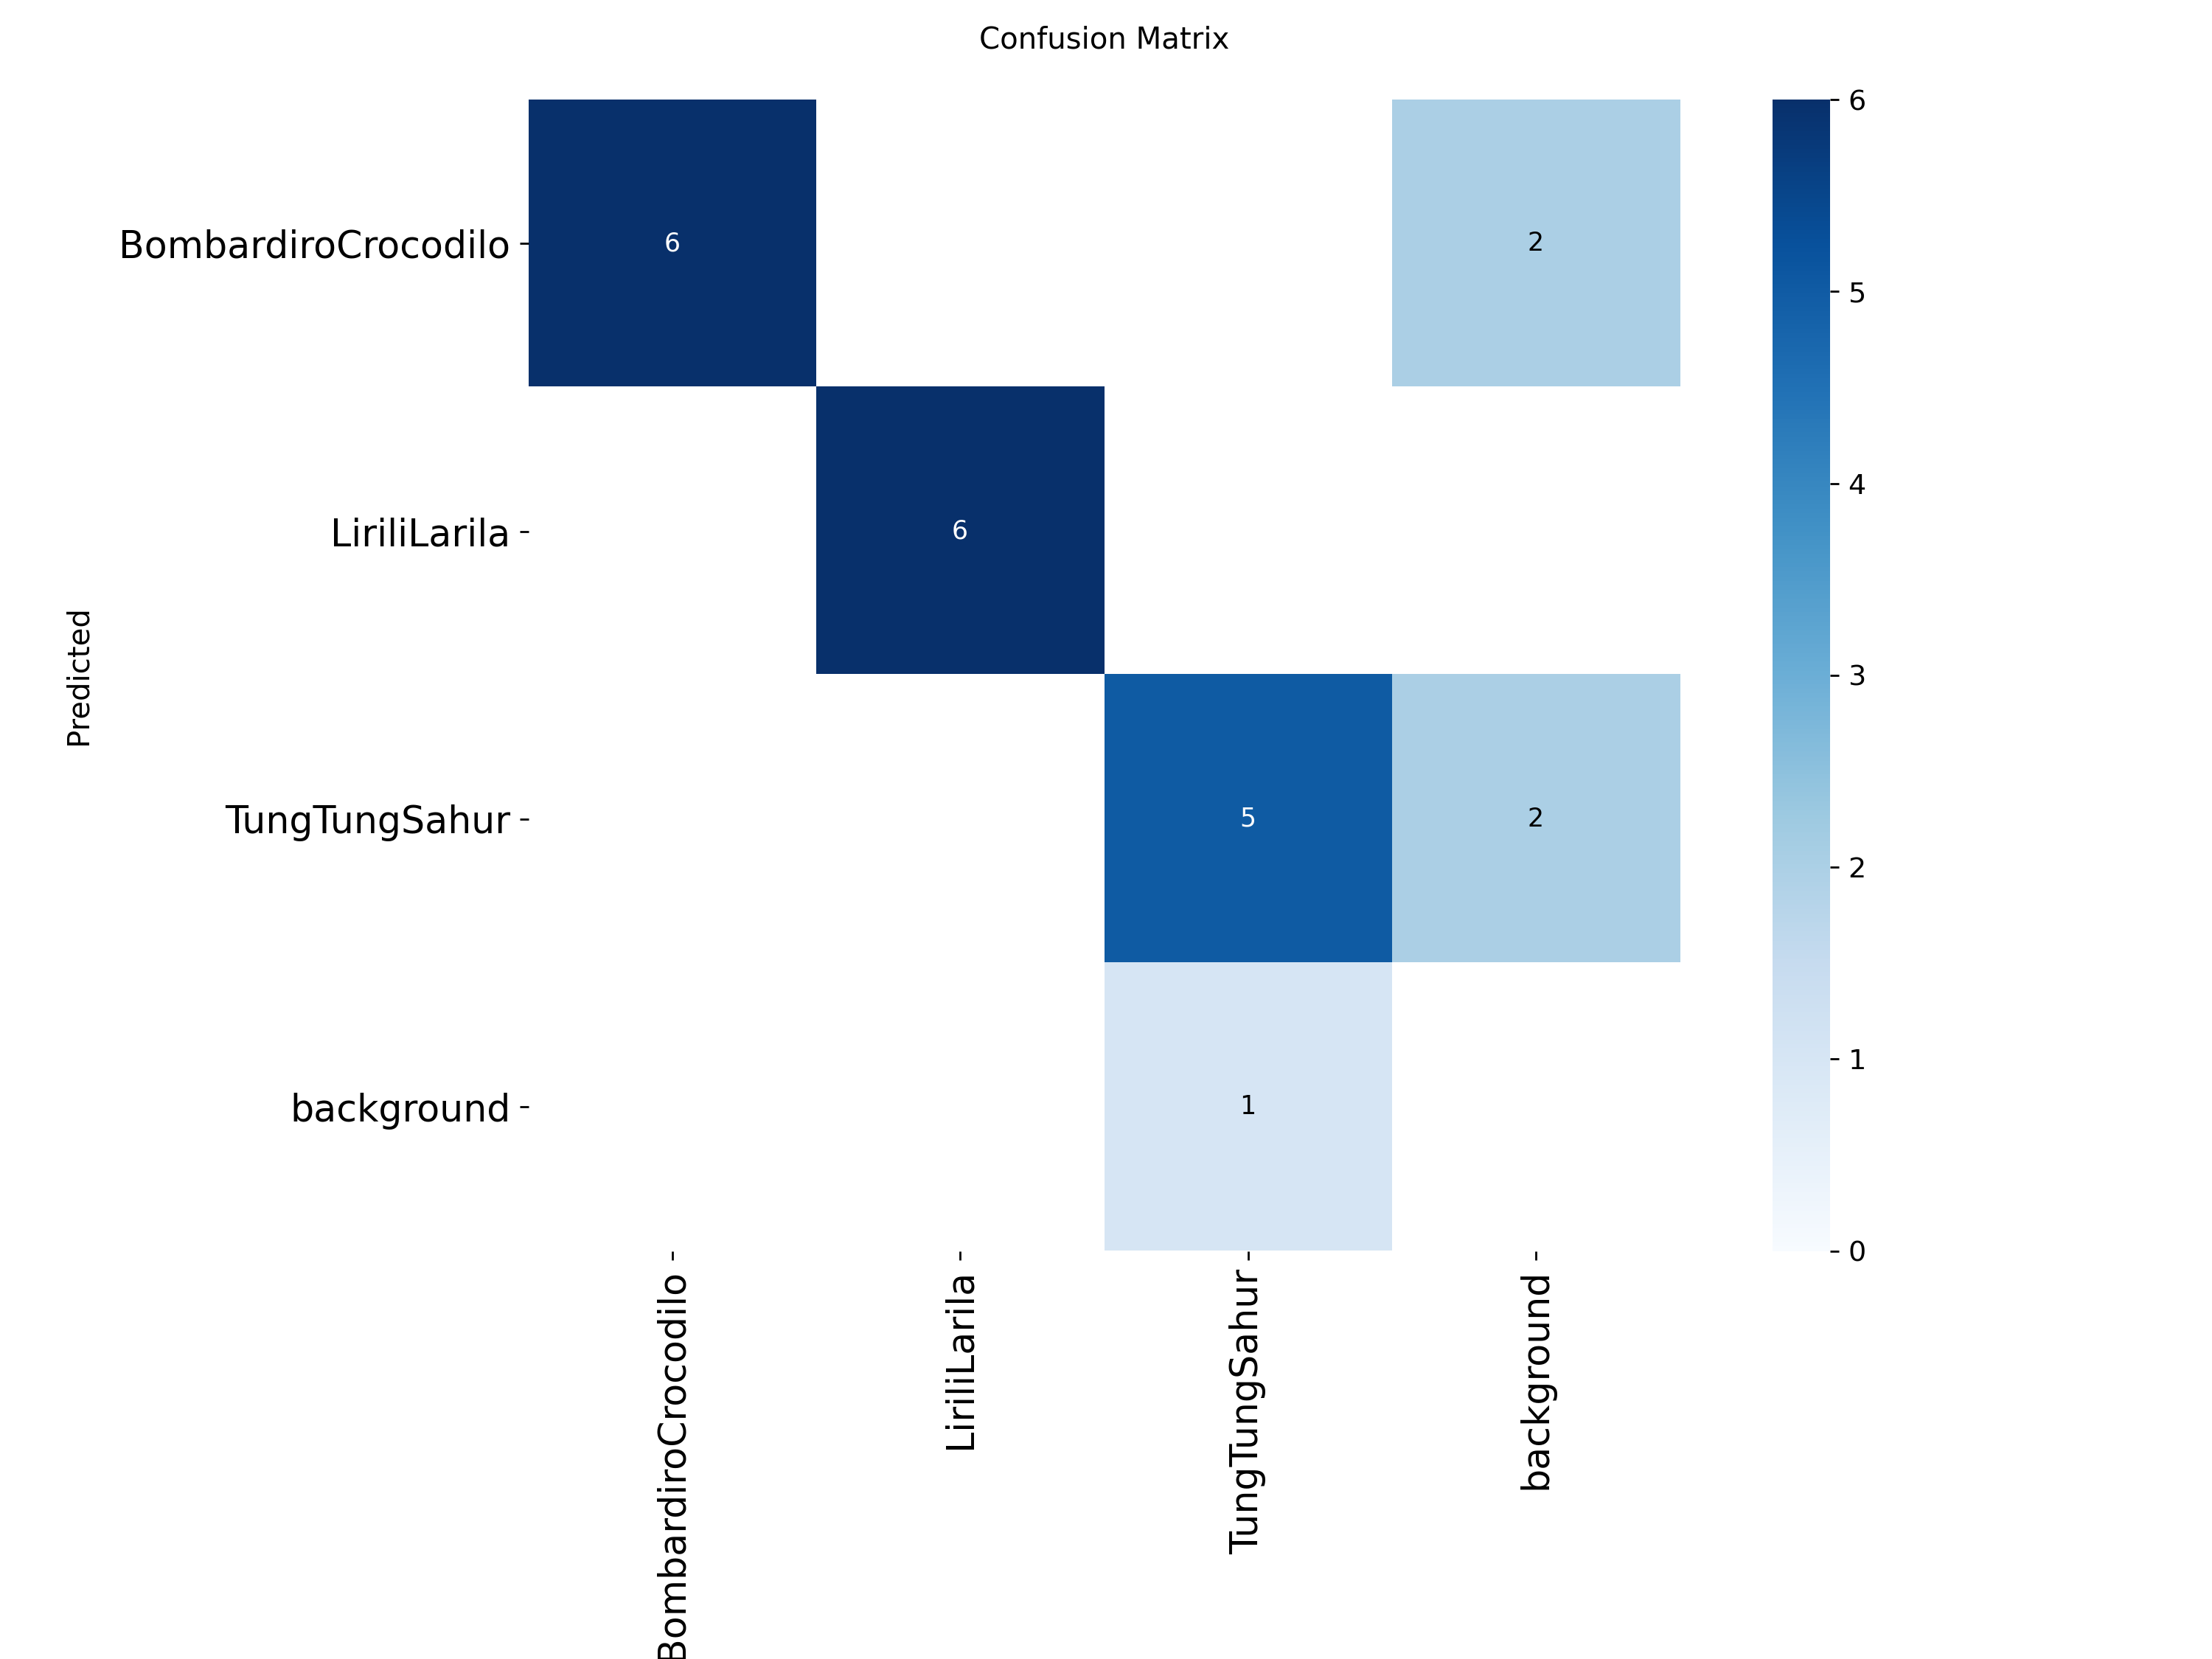 Confusion Matrix
BombardiroCrocodilo
6
2
LiriliLarila
6
TungTungSahur
5
2
background
1
Predicted
BombardiroCrocodilo
LiriliLarila
TungTungSahur
background
6
5
4
3
2
1
0